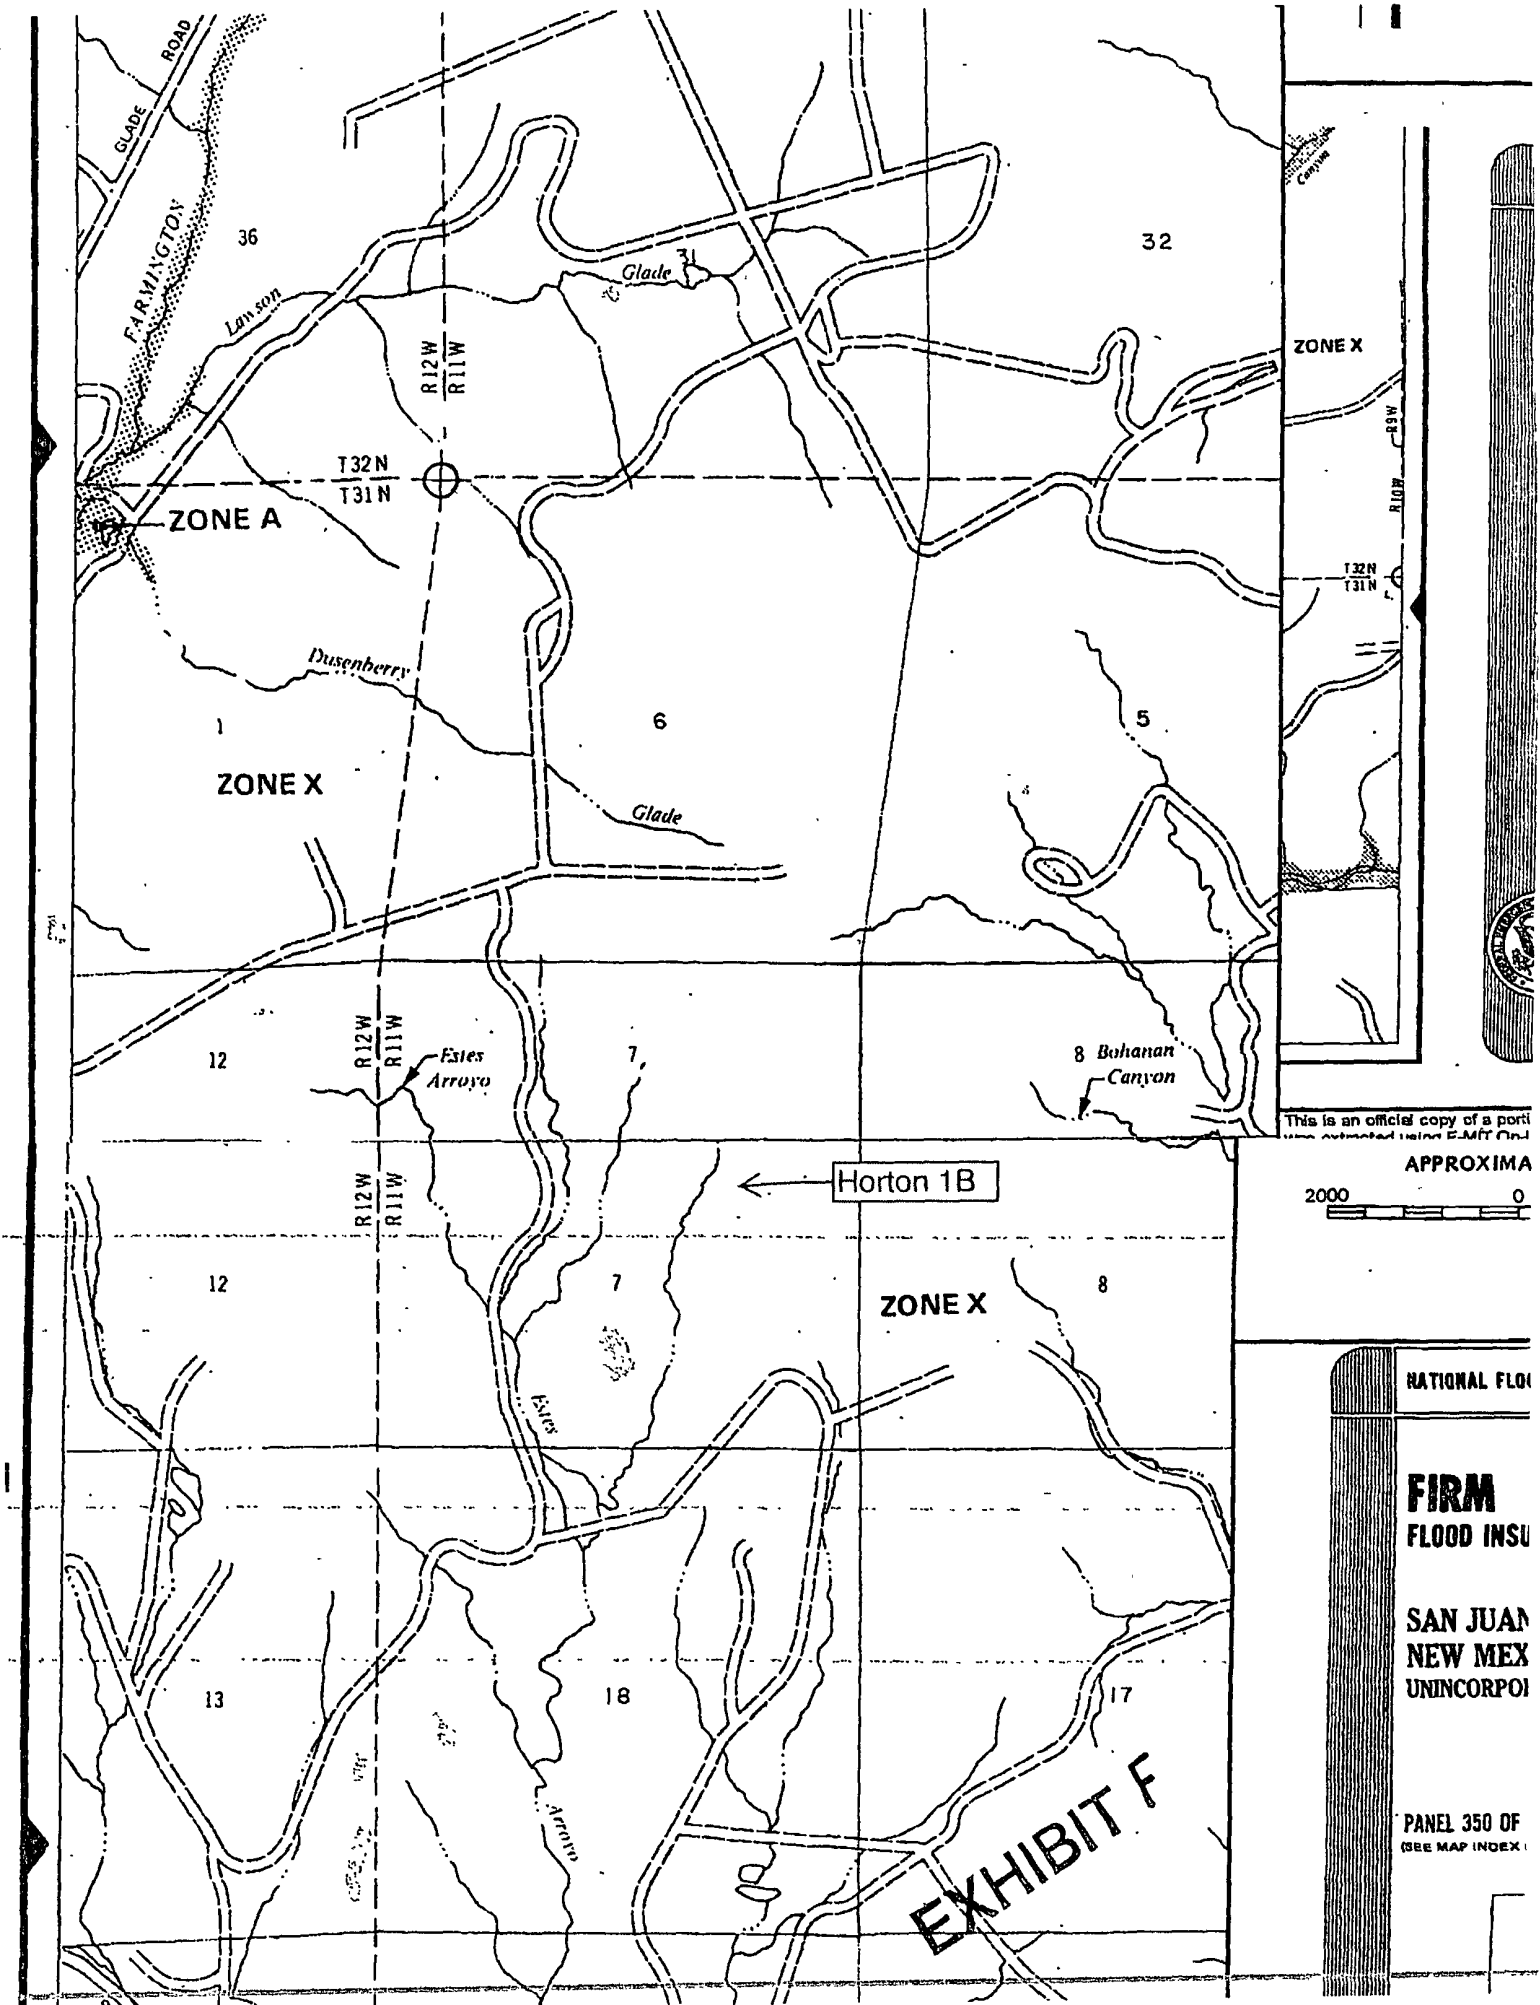 GLADE ROAD
FARMINGTON
36
Lawson
Glade
31
32
Canyon
ZONE X
R12W
R11W
R9W
R10W
T32N
T31N
T32N
T31N
ZONE A
Dusenberry
1
6
5
ZONE X
Glade
12
R12W
R11W
Estes
Arroyo
7
8 Bohanan
Canyon
This is an official copy of a porti
APPROXIMA
2000 0
Horton 1B
R12W
R11W
12
7
8
ZONE X
NATIONAL FLO
Estes
FIRM
FLOOD INSU
SAN JUAN
NEW MEX
UNINCORPO
13
18
17
Arroyo
EXHIBIT F
PANEL 350 OF
(SEE MAP INDEX